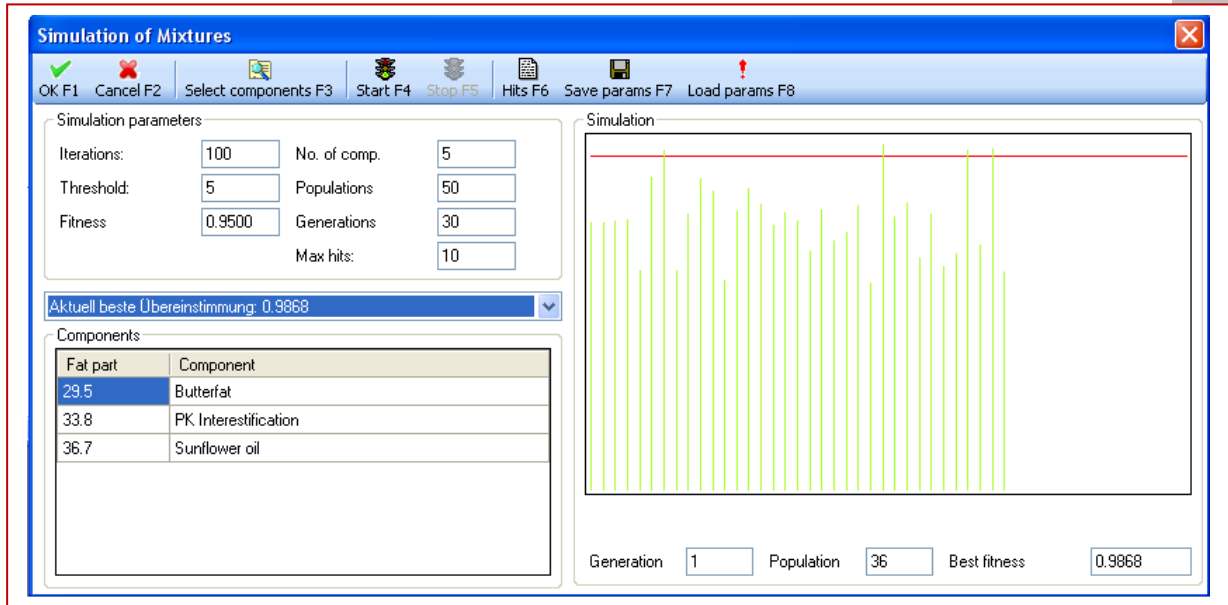 Simulation of Mixtures
OK F1 Cancel F2 Select components F3 Start F4 Stop F5 Hits F6 Save params F7 Load params F8
Simulation parameters
Iterations: 100 No. of comp. 5
Threshold: 5 Populations 50
Fitness 0.9500 Generations 30
Max hits: 10
Aktuell beste Übereinstimmung: 0.9868
Components
Fat part Component
29.5 Butterfat
33.8 PK Interestification
36.7 Sunflower oil
Simulation
Generation 1 Population 36 Best fitness 0.9868